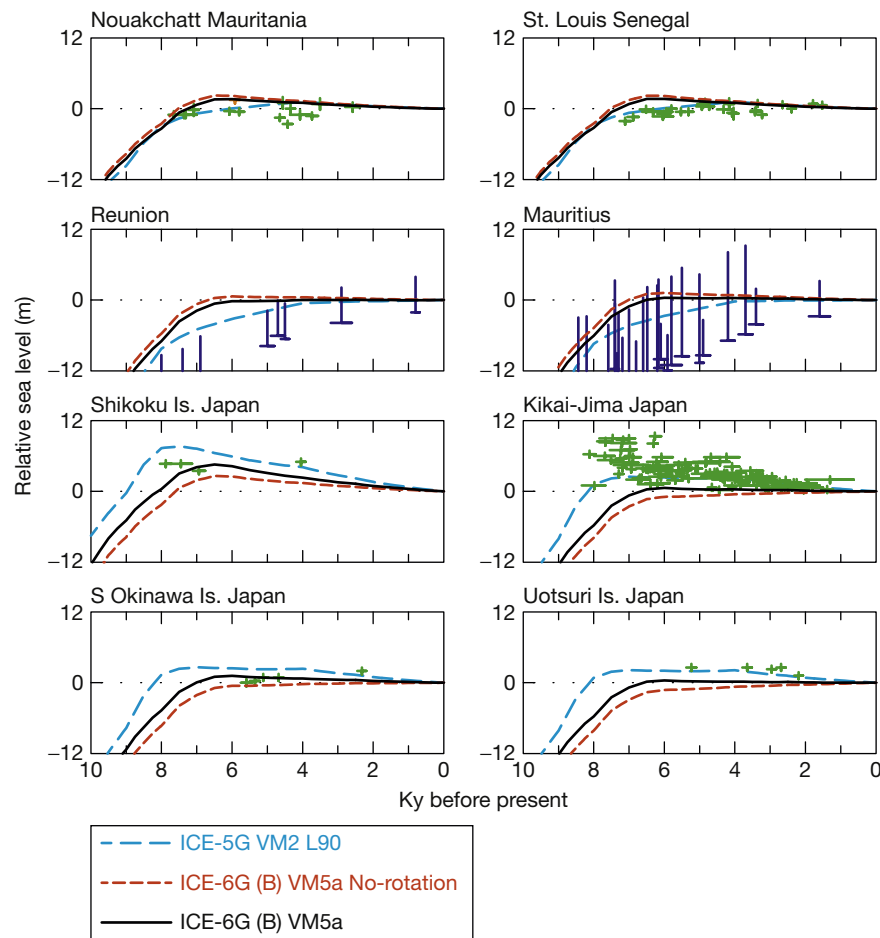 Nouakchatt Mauritania
St. Louis Senegal
12
0
−12
12
0
−12
Reunion
Mauritius
12
0
−12
12
0
−12
Shikoku Is. Japan
Kikai-Jima Japan
12
0
−12
12
0
−12
S Okinawa Is. Japan
Uotsuri Is. Japan
12
0
−12
12
0
−12
10 8 6 4 2 0
10 8 6 4 2 0
Relative sea level (m)
Ky before present
ICE-5G VM2 L90
ICE-6G (B) VM5a No-rotation
ICE-6G (B) VM5a